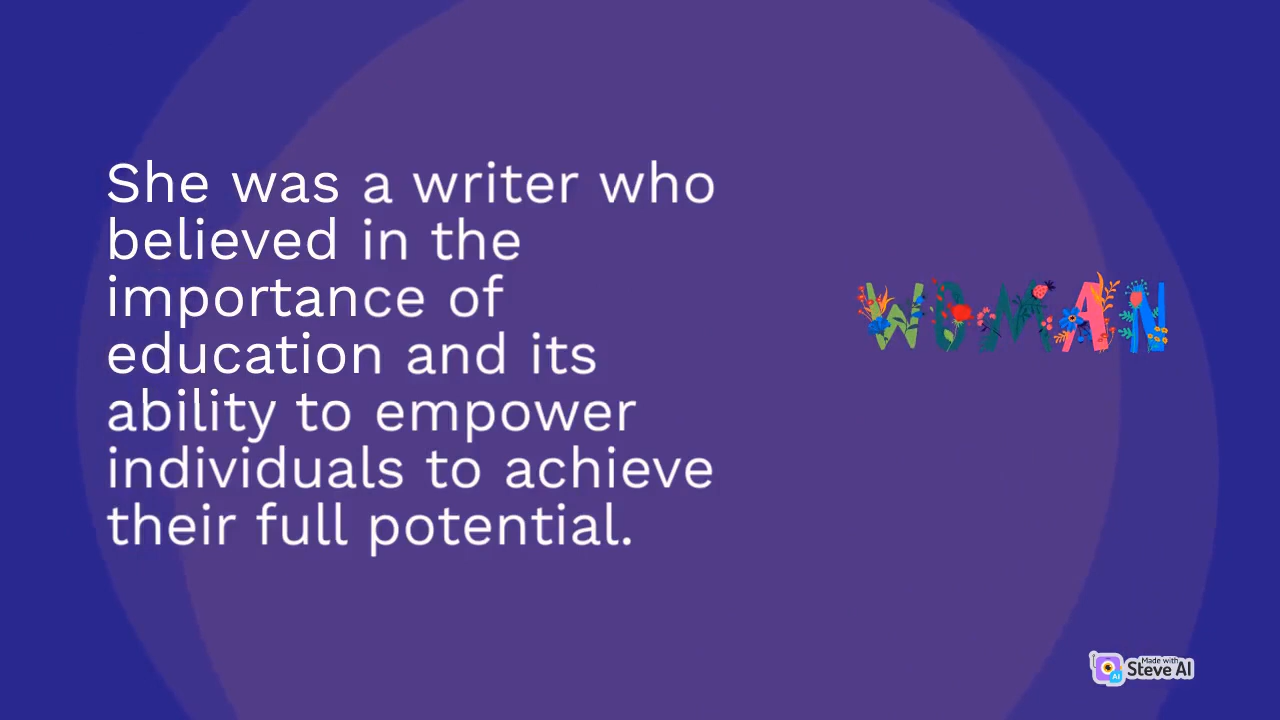 She was a writer who
believed in the
importance of
education and its
ability to empower
individuals to achieve
their full potential.
WOMAN
Made with
Steve AI